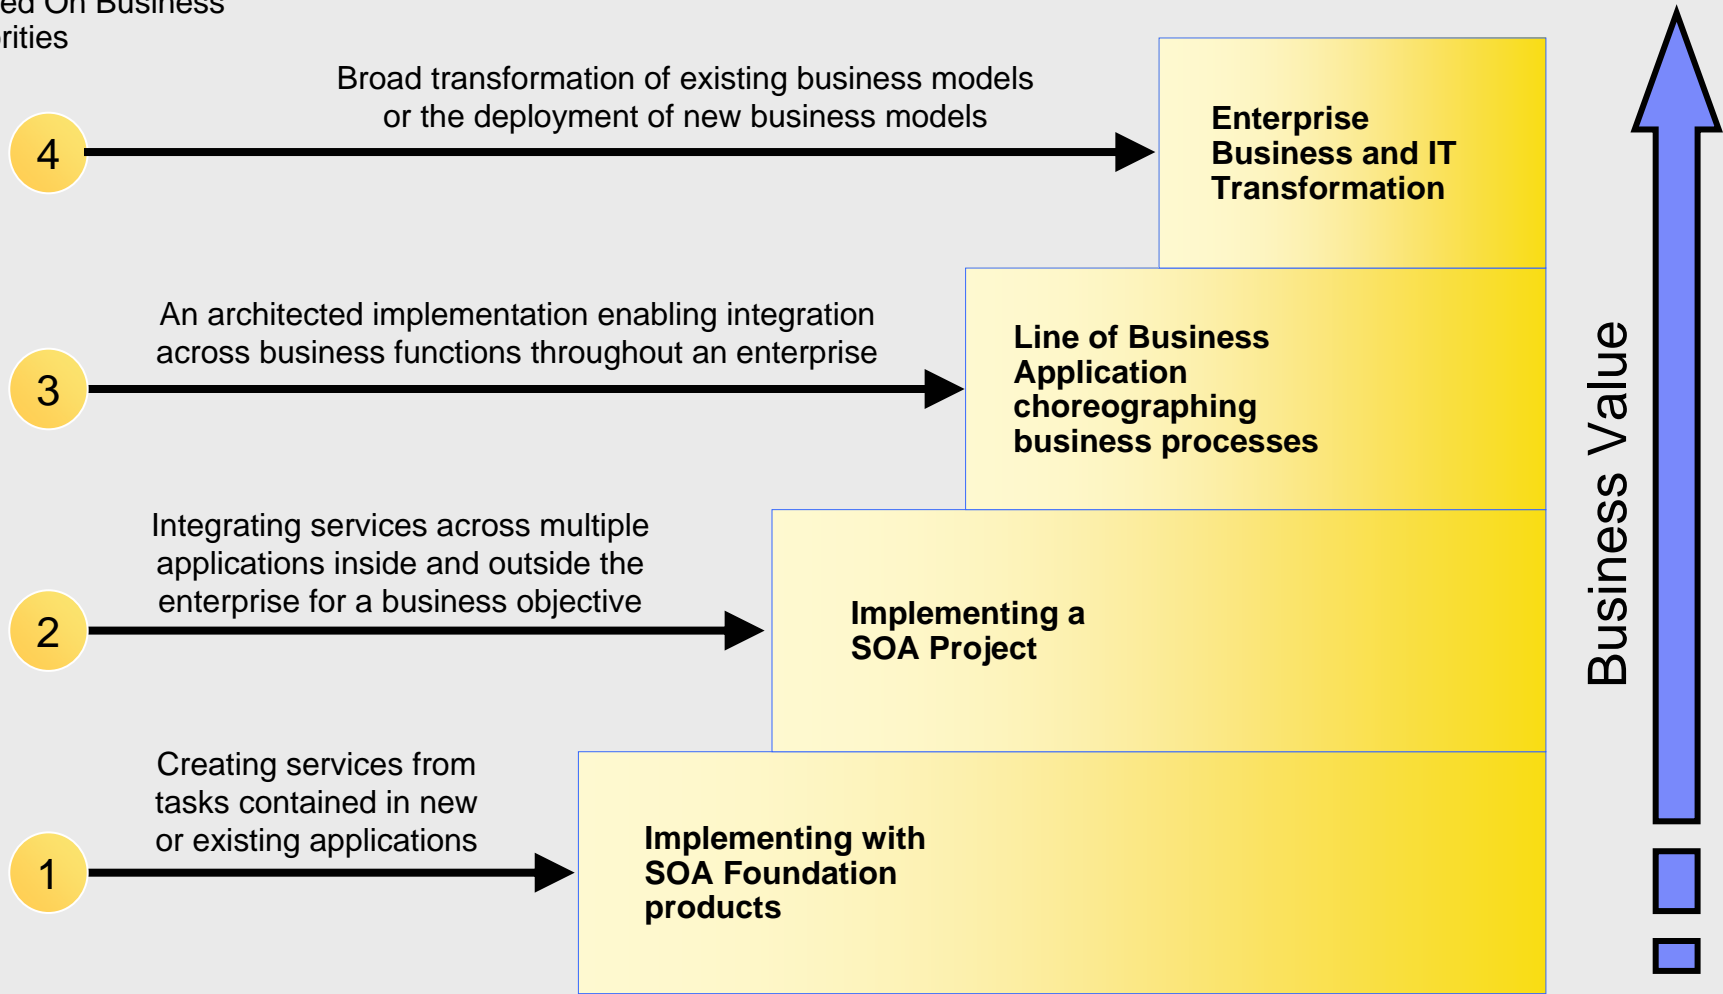 On Business
Broad transformation of existing business models
or the deployment of new business models
4
Enterprise
Business and IT
Transformation
An architected implementation enabling integration
across business functions throughout an enterprise
3
Line of Business
Application
choreographing
business processes
Integrating services across multiple
applications inside and outside the
enterprise for a business objective
2
Implementing a
SOA Project
Creating services from
tasks contained in new
or existing applications
1
Implementing with
SOA Foundation
products
Business Value